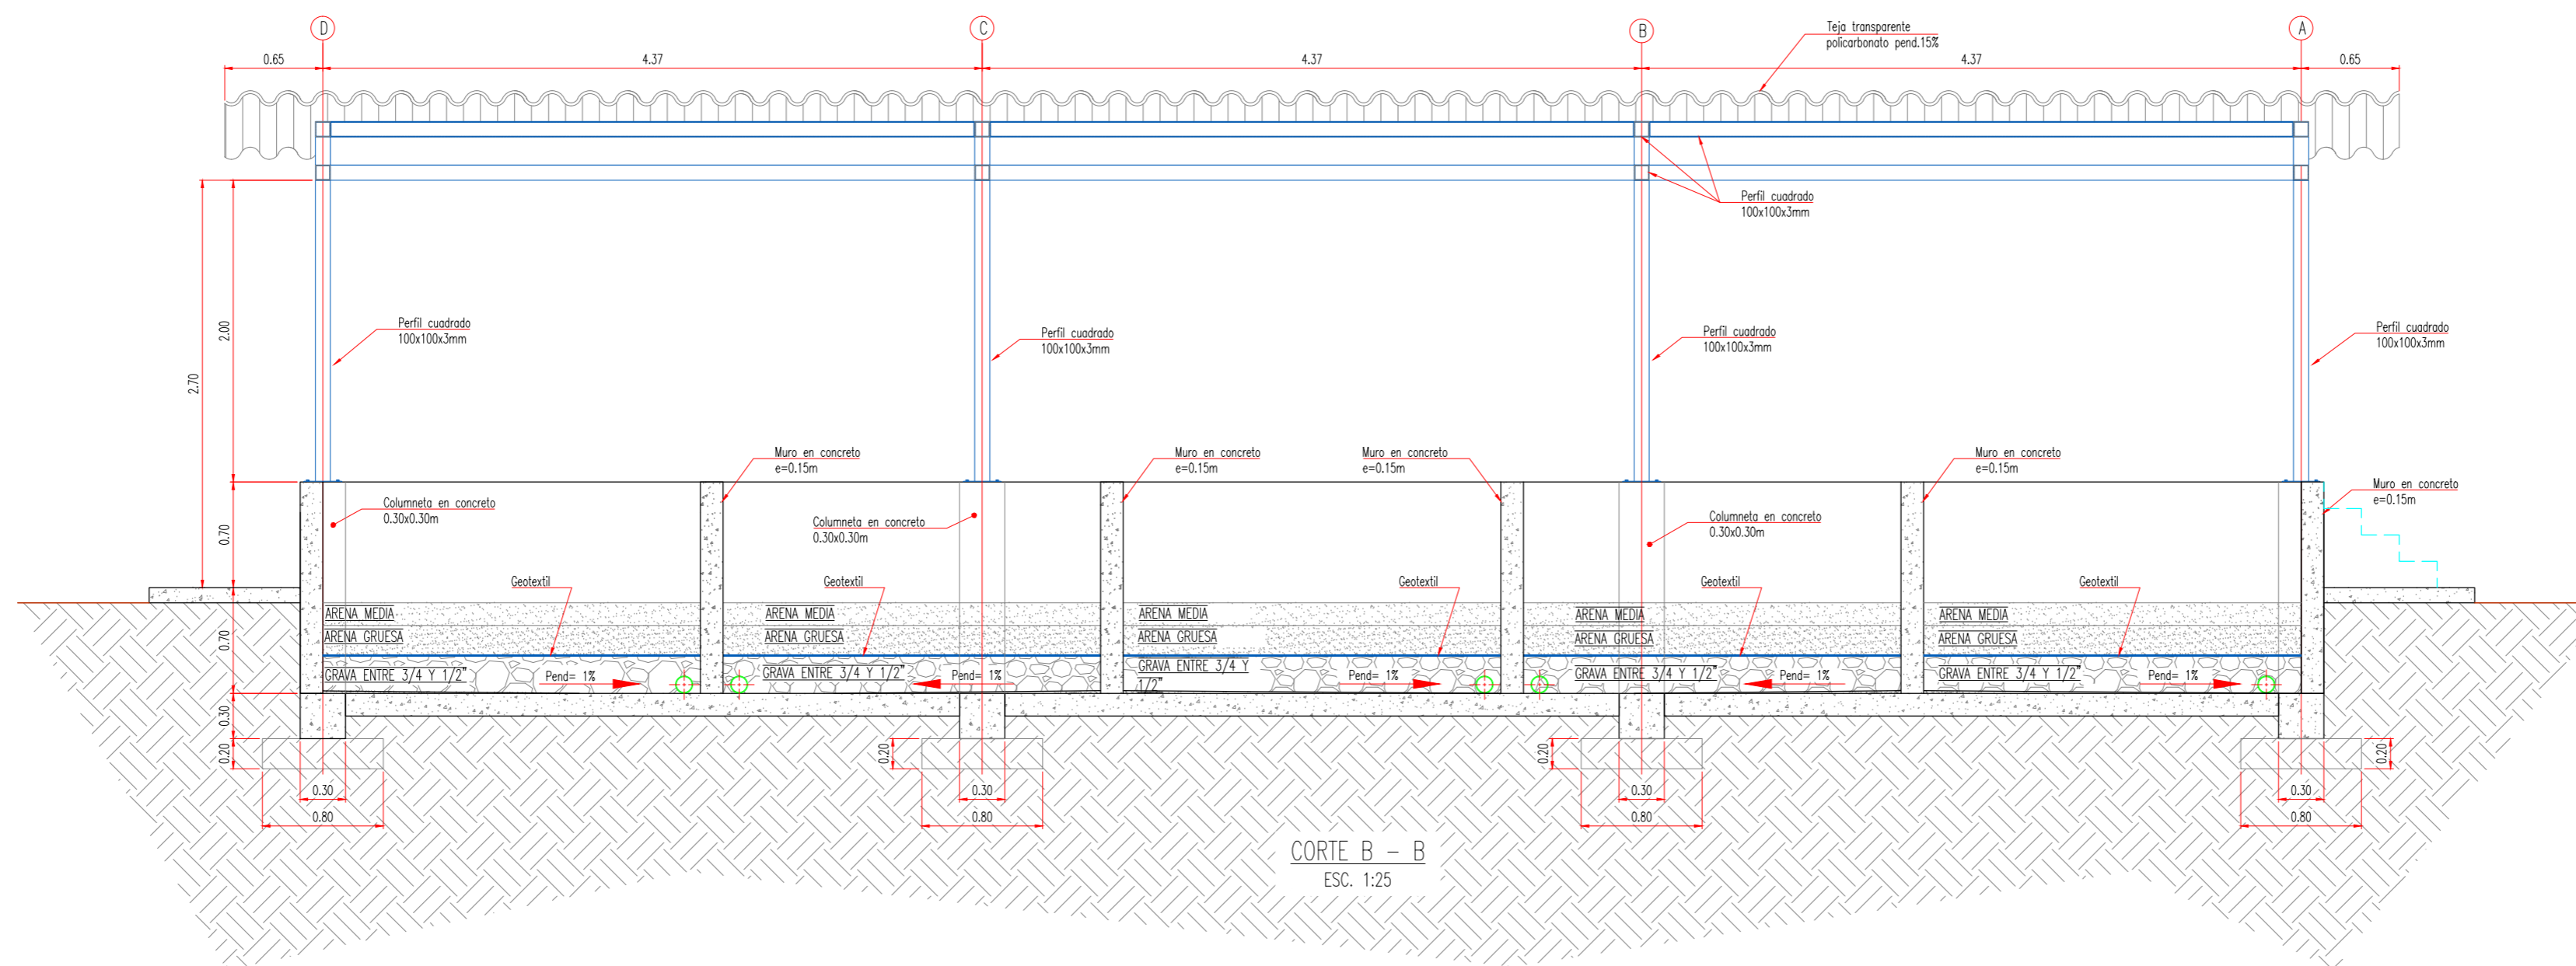 D
C
B
A
Teja transparente
policarbonato pend.15%
0.65
4.37
4.37
4.37
0.65
Perfil cuadrado
100x100x3mm
2.70
2.00
Perfil cuadrado
100x100x3mm
Perfil cuadrado
100x100x3mm
Perfil cuadrado
100x100x3mm
Perfil cuadrado
100x100x3mm
Muro en concreto
e=0.15m
Muro en concreto
e=0.15m
Muro en concreto
e=0.15m
Muro en concreto
e=0.15m
Muro en concreto
e=0.15m
0.70
Columneta en concreto
0.30x0.30m
Columneta en concreto
0.30x0.30m
Columneta en concreto
0.30x0.30m
Geotextil
Geotextil
Geotextil
Geotextil
Geotextil
0.70
ARENA MEDIA
ARENA GRUESA
GRAVA ENTRE 3/4 Y 1/2"
Pend= 1%
ARENA MEDIA
ARENA GRUESA
GRAVA ENTRE 3/4 Y 1/2"
Pend= 1%
ARENA MEDIA
ARENA GRUESA
GRAVA ENTRE 3/4 Y
1/2"
Pend= 1%
ARENA MEDIA
ARENA GRUESA
GRAVA ENTRE 3/4 Y 1/2"
Pend= 1%
ARENA MEDIA
ARENA GRUESA
GRAVA ENTRE 3/4 Y 1/2"
Pend= 1%
0.30
0.20
0.20
0.20
0.20
0.30
0.30
0.30
0.30
0.80
0.80
0.80
0.80
CORTE B - B
ESC. 1:25